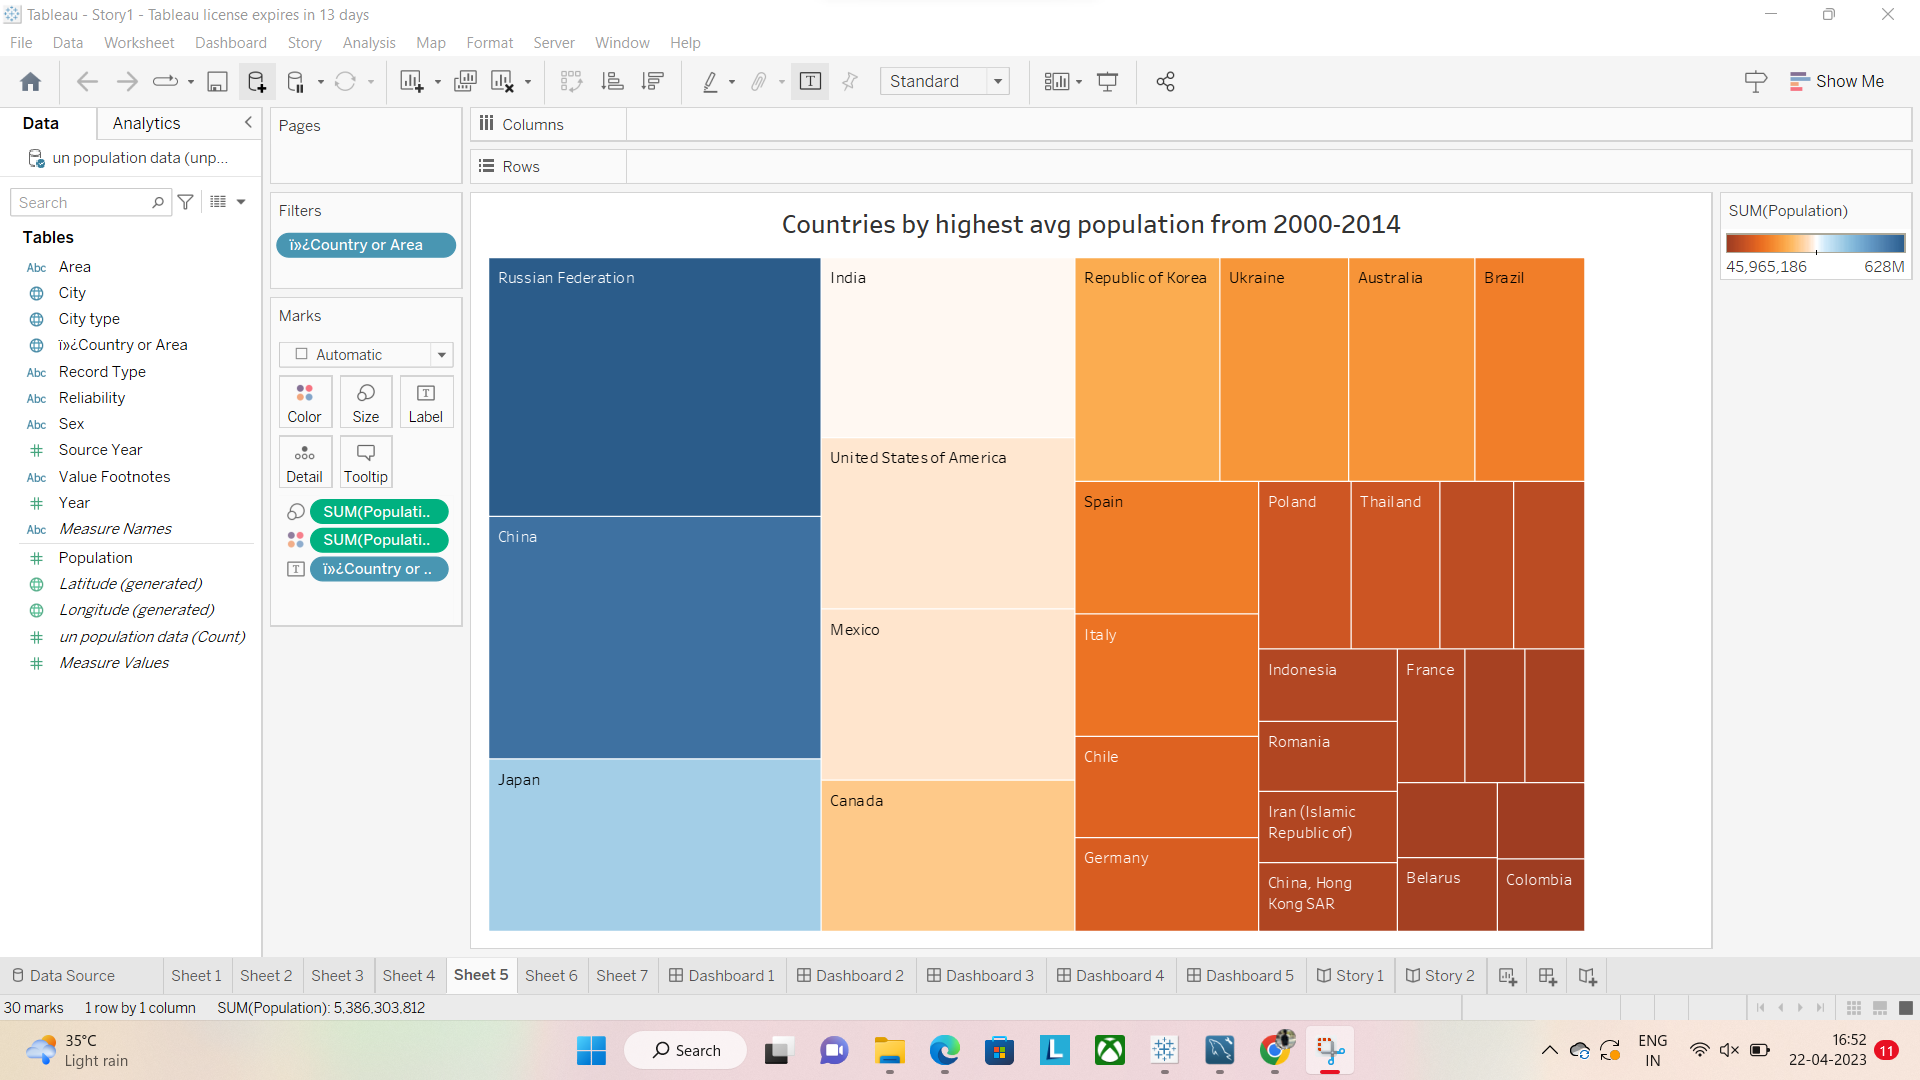 Tableau - Story1 - Tableau license expires in 13 days
File Data Worksheet Dashboard Story Analysis Map Format Server Window Help
Standard
Show Me
Data
Analytics
un population data (unp...
Search
Tables
Abc Area
City
City type
ï»¿Country or Area
Abc Record Type
Abc Reliability
Abc Sex
# Source Year
Abc Value Footnotes
# Year
Abc Measure Names
# Population
Latitude (generated)
Longitude (generated)
# un population data (Count)
# Measure Values
Pages
Filters
ï»¿Country or Area
Marks
Automatic
Color Size Label
Detail Tooltip
SUM(Populati..
SUM(Populati..
ï»¿Country or ..
Columns
Rows
Countries by highest avg population from 2000-2014
Russian Federation
China
Japan
India
United States of America
Mexico
Canada
Republic of Korea
Ukraine
Australia
Brazil
Spain
Italy
Chile
Germany
Poland
Thailand
Indonesia
Romania
Iran (Islamic
Republic of)
China, Hong
Kong SAR
France
Belarus
Colombia
SUM(Population)
45,965,186 628M
Data Source Sheet 1 Sheet 2 Sheet 3 Sheet 4 Sheet 5 Sheet 6 Sheet 7 Dashboard 1 Dashboard 2 Dashboard 3 Dashboard 4 Dashboard 5 Story 1 Story 2
30 marks 1 row by 1 column SUM(Population): 5,386,303,812
35°C
Light rain
Search
ENG
IN
16:52
22-04-2023
11